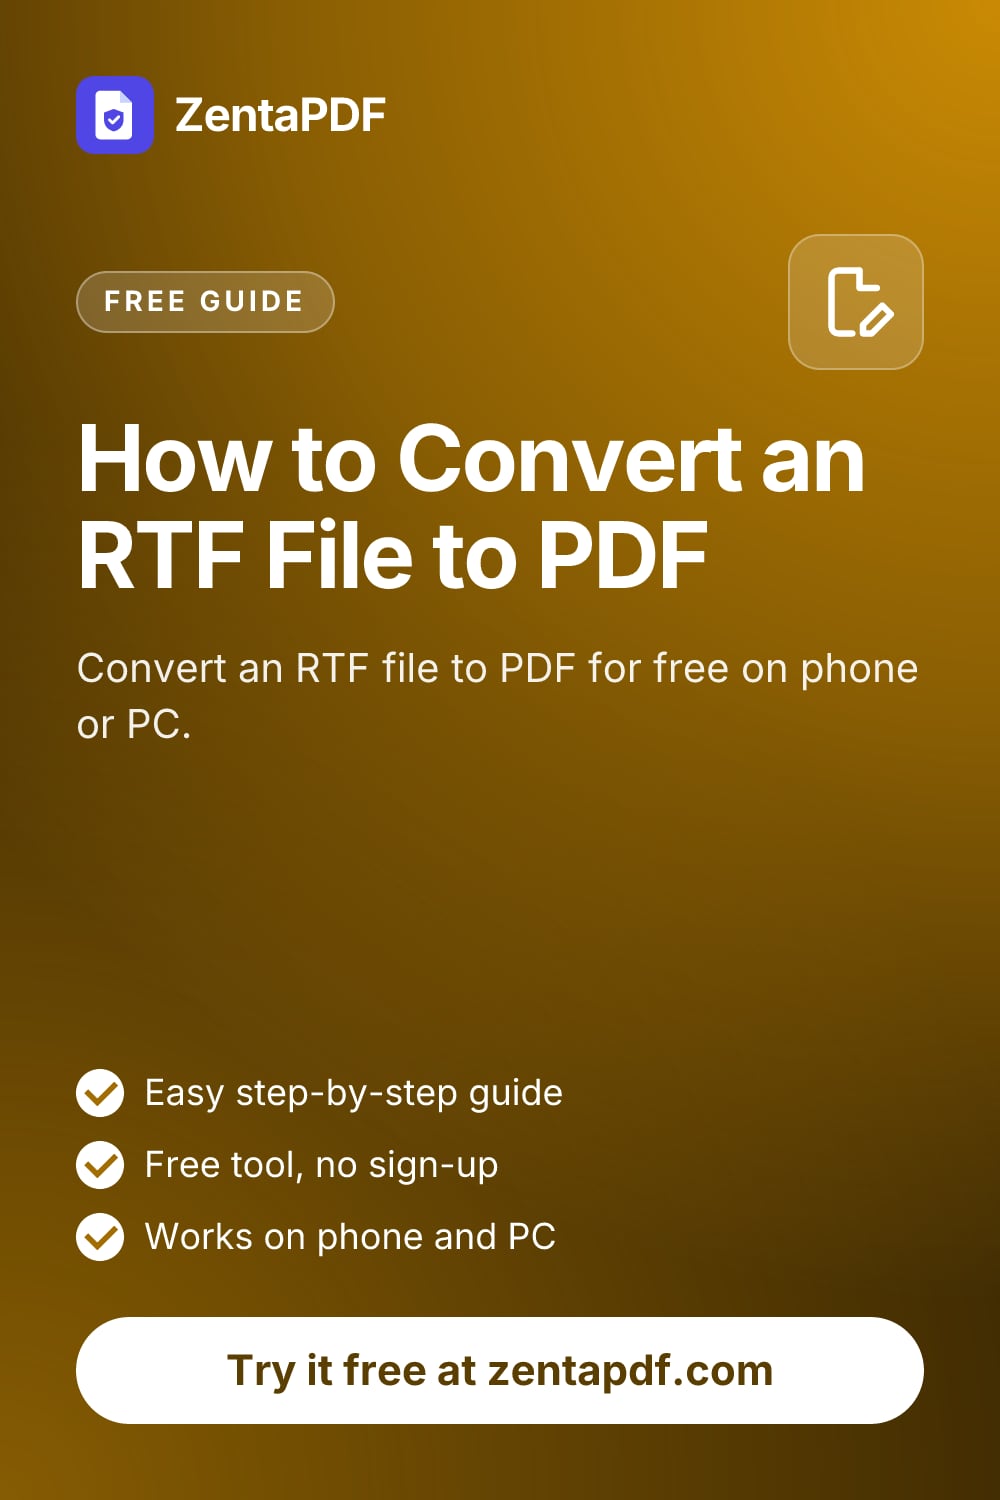 ZentaPDF
FREE GUIDE
How to Convert an
RTF File to PDF
Convert an RTF file to PDF for free on phone
or PC.
Easy step-by-step guide
Free tool, no sign-up
Works on phone and PC
Try it free at zentapdf.com